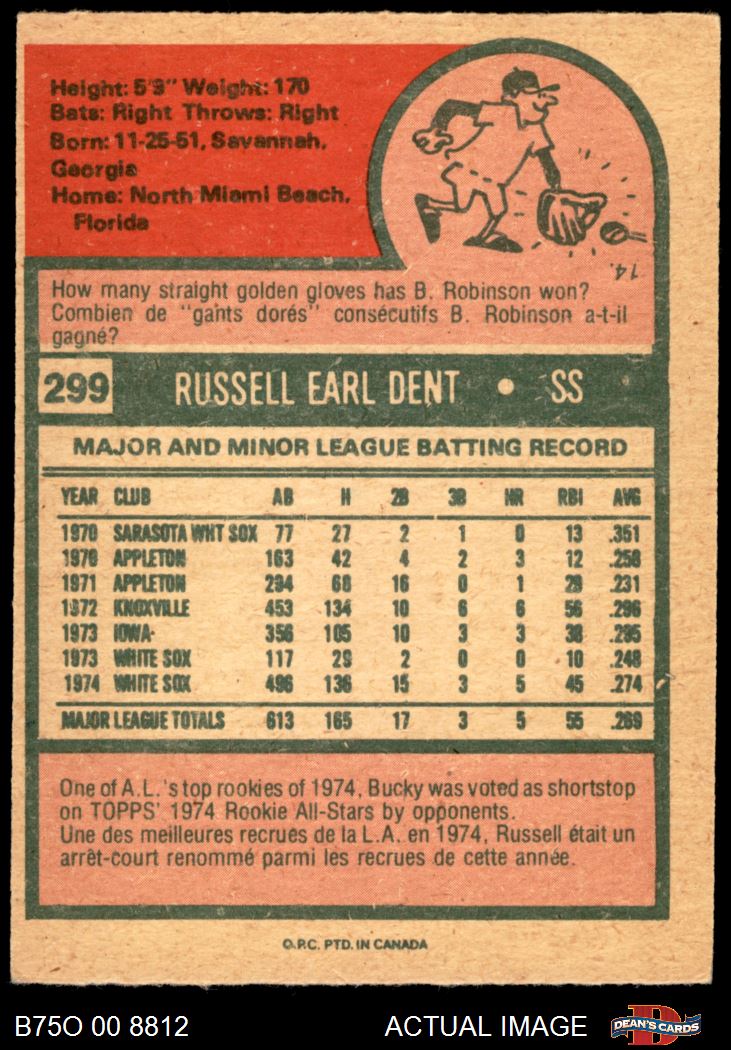 Height: 5'9" Weight: 170
Bats: Right Throws: Right
Born: 11-25-51, Savannah,
Georgia
Home: North Miami Beach,
Florida
14.
How many straight golden gloves has B. Robinson won?
Combien de "gants dorés" consécutifs B. Robinson a-t-il
gagné?
299 RUSSELL EARL DENT • SS
MAJOR AND MINOR LEAGUE BATTING RECORD
YEAR CLUB AB H 2B 3B HR RBI AVG
1970 SARASOTA WHT SOX 77 27 2 1 0 13 .351
1970 APPLETON 163 42 4 2 3 12 .258
1971 APPLETON 294 68 16 0 1 29 .231
1972 KNOXVILLE 453 134 10 6 6 56 .296
1973 IOWA 356 105 10 3 3 38 .295
1973 WHITE SOX 117 29 2 0 0 10 .248
1974 WHITE SOX 496 136 15 3 5 45 .274
MAJOR LEAGUE TOTALS 613 165 17 3 5 55 .269
One of A.L.'s top rookies of 1974, Bucky was voted as shortstop
on TOPPS' 1974 Rookie All-Stars by opponents.
Une des meilleures recrues de la L.A. en 1974, Russell était un
arrêt-court renommé parmi les recrues de cette année.
O.P.C. PTD. IN CANADA
B75O 00 8812 ACTUAL IMAGE DEAN'S CARDS